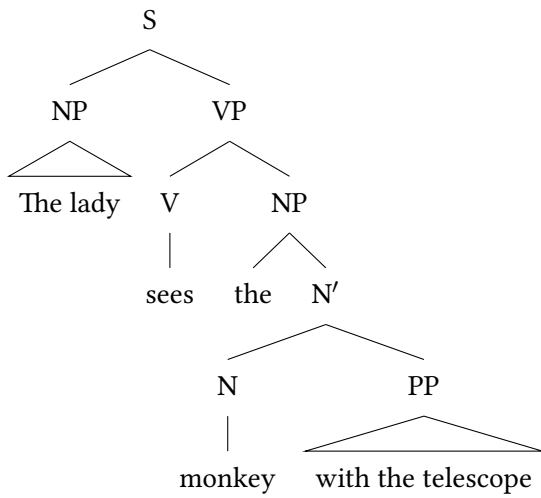 S
NP VP
The lady V NP
sees the N′
N PP
monkey with the telescope